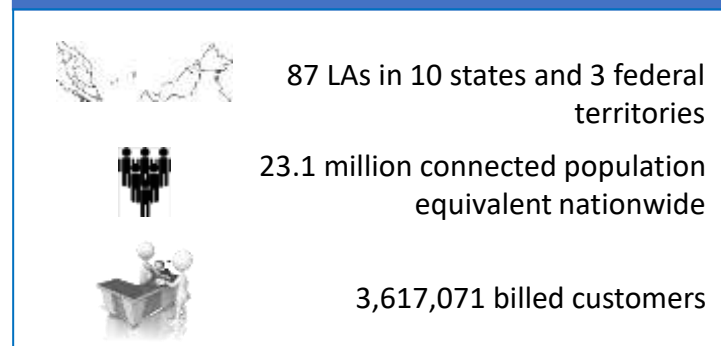 87 LAs in 10 states and 3 federal
territories
23.1 million connected population
equivalent nationwide
3,617,071 billed customers